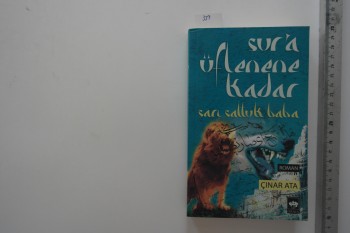 sur'a
üflenene
kadar
sarı saltuk baba
ROMAN
ÇINAR ATA